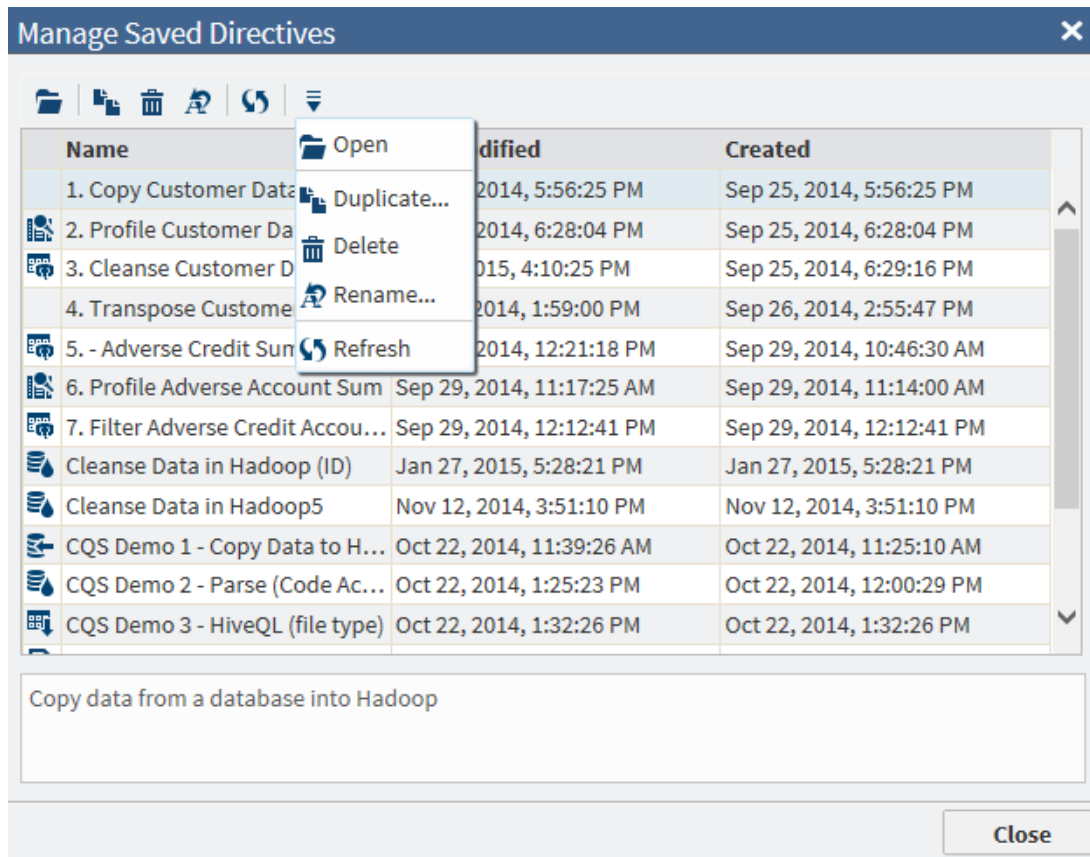 Manage Saved Directives
Name dified Created
Open
Duplicate...
Delete
Rename...
Refresh
1. Copy Customer Data 2014, 5:56:25 PM Sep 25, 2014, 5:56:25 PM
2. Profile Customer Da 2014, 6:28:04 PM Sep 25, 2014, 6:28:04 PM
3. Cleanse Customer D 015, 4:10:25 PM Sep 25, 2014, 6:29:16 PM
4. Transpose Custome 2014, 1:59:00 PM Sep 26, 2014, 2:55:47 PM
5. - Adverse Credit Sum 2014, 12:21:18 PM Sep 29, 2014, 10:46:30 AM
6. Profile Adverse Account Sum Sep 29, 2014, 11:17:25 AM Sep 29, 2014, 11:14:00 AM
7. Filter Adverse Credit Accou... Sep 29, 2014, 12:12:41 PM Sep 29, 2014, 12:12:41 PM
Cleanse Data in Hadoop (ID) Jan 27, 2015, 5:28:21 PM Jan 27, 2015, 5:28:21 PM
Cleanse Data in Hadoop5 Nov 12, 2014, 3:51:10 PM Nov 12, 2014, 3:51:10 PM
CQS Demo 1 - Copy Data to H... Oct 22, 2014, 11:39:26 AM Oct 22, 2014, 11:25:10 AM
CQS Demo 2 - Parse (Code Ac... Oct 22, 2014, 1:25:23 PM Oct 22, 2014, 12:00:29 PM
CQS Demo 3 - HiveQL (file type) Oct 22, 2014, 1:32:26 PM Oct 22, 2014, 1:32:26 PM
Copy data from a database into Hadoop
Close